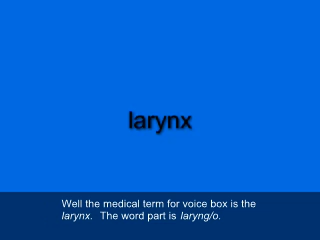 larynx
Well the medical term for voice box is the
larynx. The word part is laryng/o.